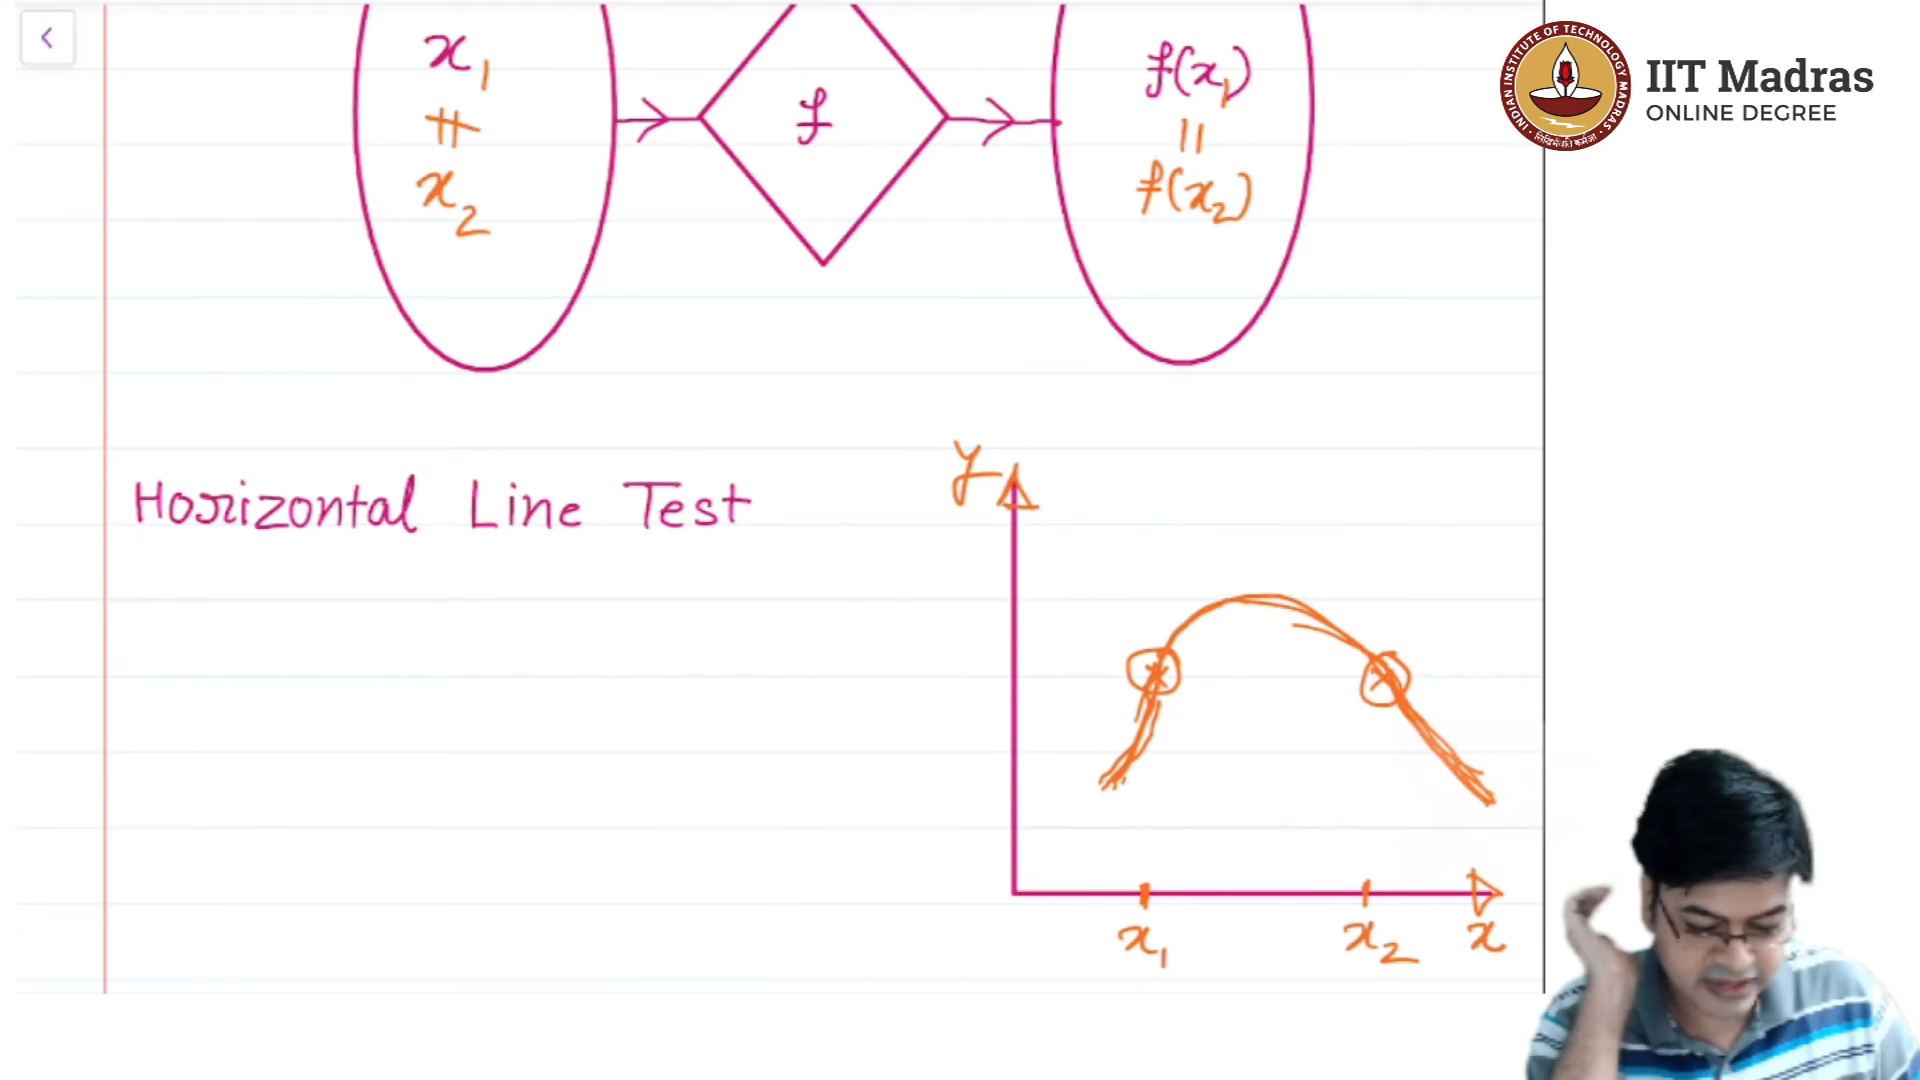 x₁
≠
x₂
f
f(x₁)
=
f(x₂)
INDIAN INSTITUTE OF TECHNOLOGY MADRAS
IIT Madras
ONLINE DEGREE
Horizontal Line Test
y
x₁ x₂ x